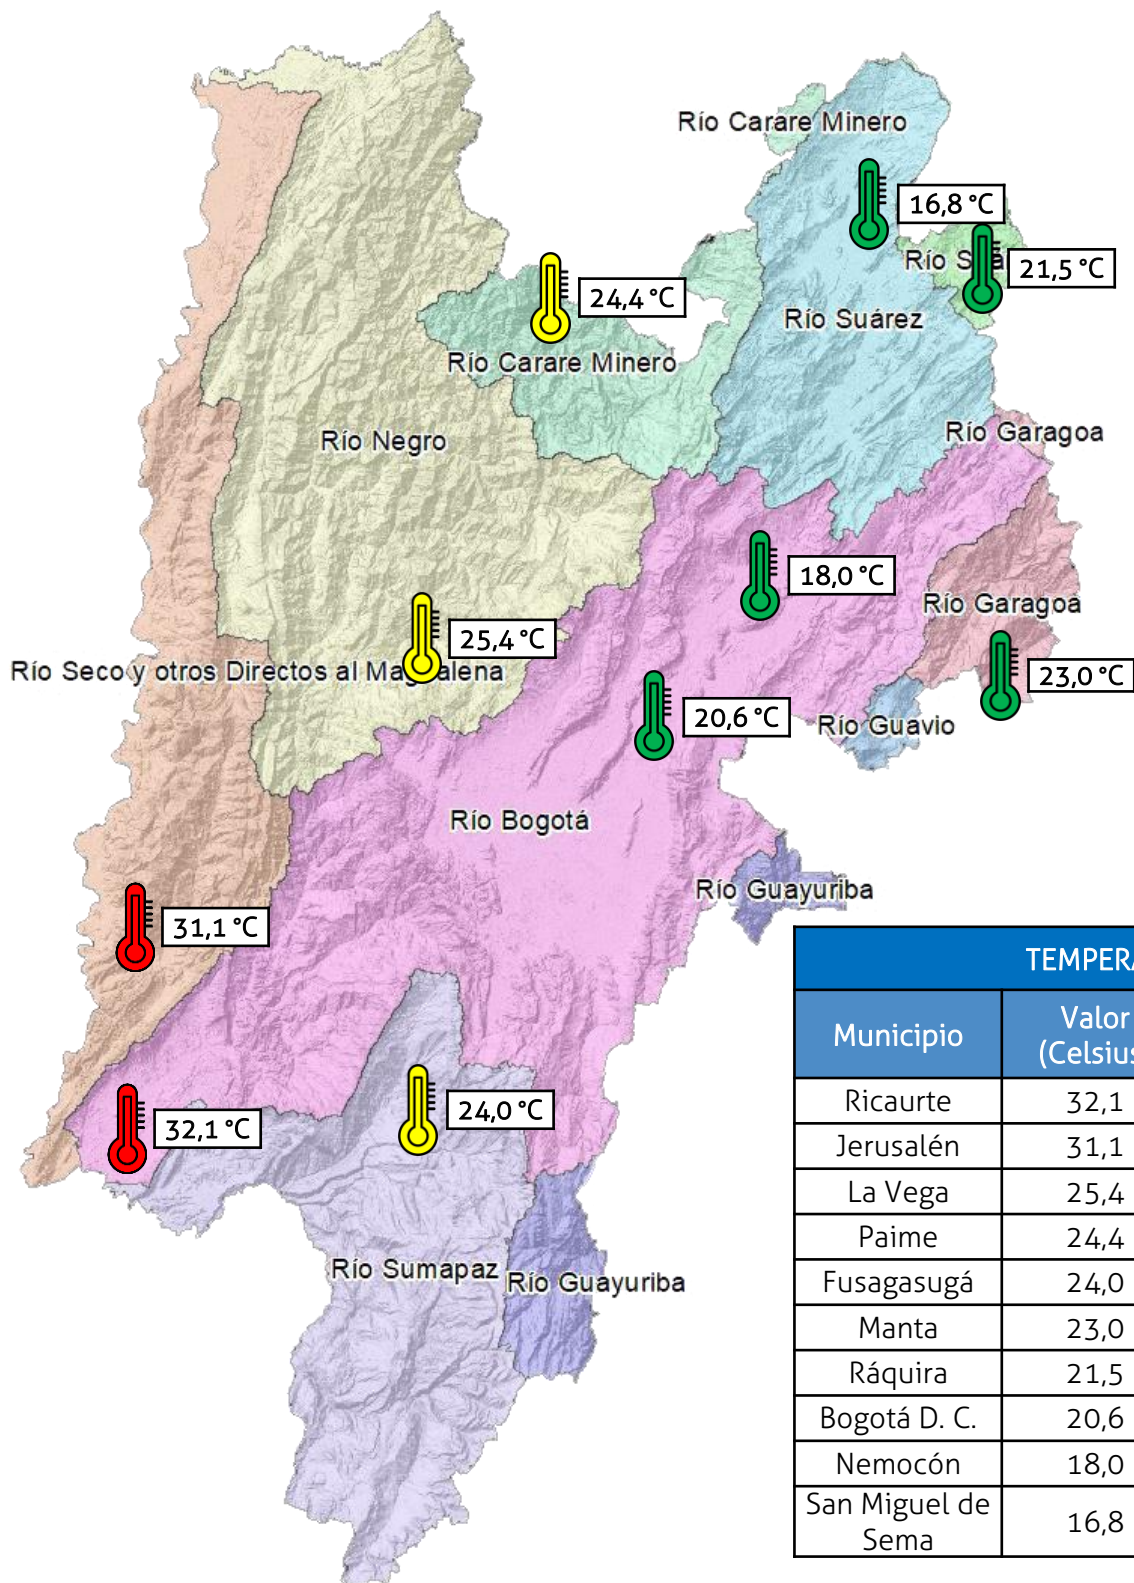 Río Carare Minero
16,8 °C
Río Suárez
21,5 °C
24,4 °C
Río Suárez
Río Carare Minero
Río Negro
Río Garagoa
18,0 °C
Río Garagoa
25,4 °C
Río Seco y otros Directos al Magdalena
23,0 °C
20,6 °C
Río Guavio
Río Bogotá
Río Guayuriba
31,1 °C
24,0 °C
32,1 °C
Río Sumapaz
Río Guayuriba
TEMPERA
Municipio Valor
(Celsius
Ricaurte 32,1
Jerusalén 31,1
La Vega 25,4
Paime 24,4
Fusagasugá 24,0
Manta 23,0
Ráquira 21,5
Bogotá D. C. 20,6
Nemocón 18,0
San Miguel de
Sema 16,8